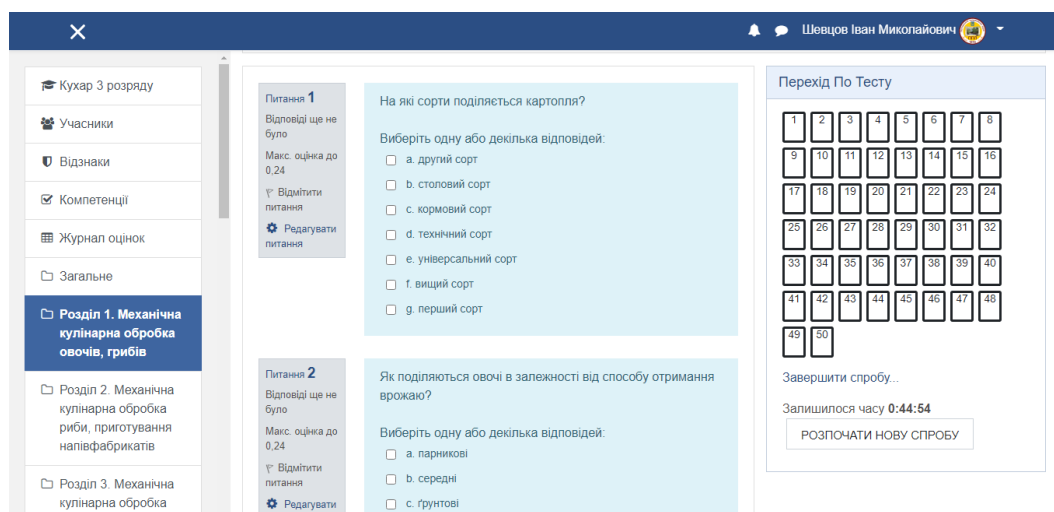 Шевцов Іван Миколайович
Кухар 3 розряду
Учасники
Відзнаки
Компетенції
Журнал оцінок
Загальне
Розділ 1. Механічна
кулінарна обробка
овочів, грибів
Розділ 2. Механічна
кулінарна обробка
риби, приготування
напівфабрикатів
Розділ 3. Механічна
кулінарна обробка
Питання 1
Відповіді ще не
було
Макс. оцінка до
0,24
Відмітити
питання
Редагувати
питання
На які сорти поділяється картопля?
Виберіть одну або декілька відповідей:
a. другий сорт
b. столовий сорт
c. кормовий сорт
d. технічний сорт
e. універсальний сорт
f. вищий сорт
g. перший сорт
Питання 2
Відповіді ще не
було
Макс. оцінка до
0,24
Відмітити
питання
Редагувати
Як поділяються овочі в залежності від способу отримання
врожаю?
Виберіть одну або декілька відповідей:
a. парникові
b. середні
c. ґрунтові
Перехід По Тесту
1 2 3 4 5 6 7 8
9 10 11 12 13 14 15 16
17 18 19 20 21 22 23 24
25 26 27 28 29 30 31 32
33 34 35 36 37 38 39 40
41 42 43 44 45 46 47 48
49 50
Завершити спробу...
Залишилося часу 0:44:54
РОЗПОЧАТИ НОВУ СПРОБУ